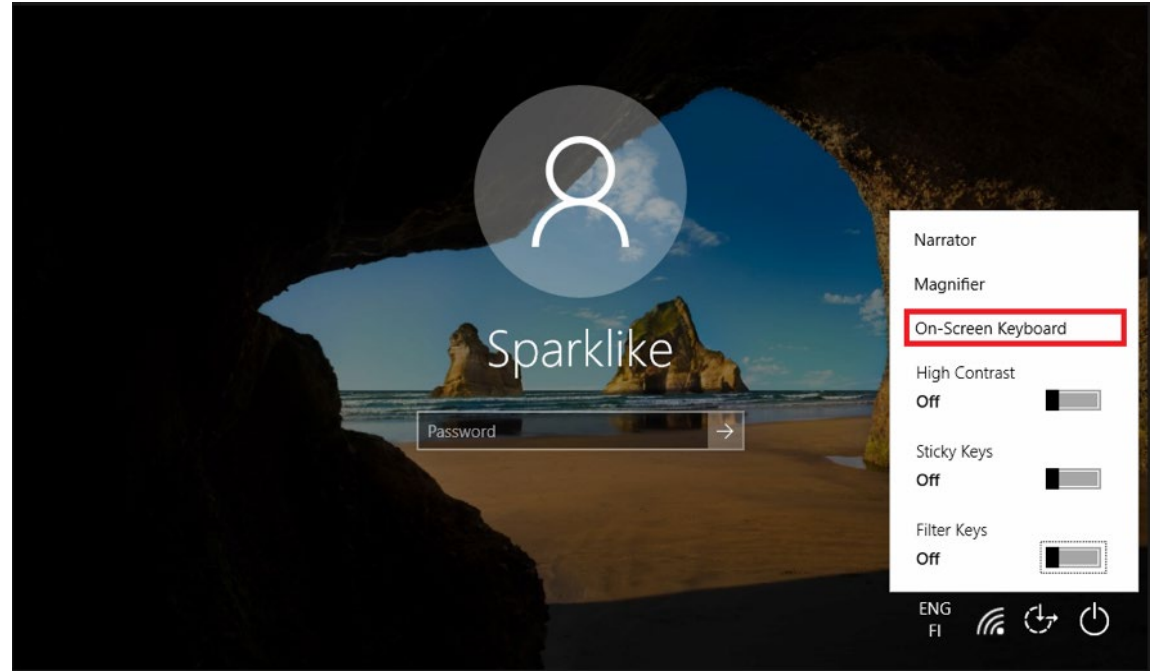 Sparklike
Password
Narrator
Magnifier
On-Screen Keyboard
High Contrast
Off
Sticky Keys
Off
Filter Keys
Off
ENG
FI